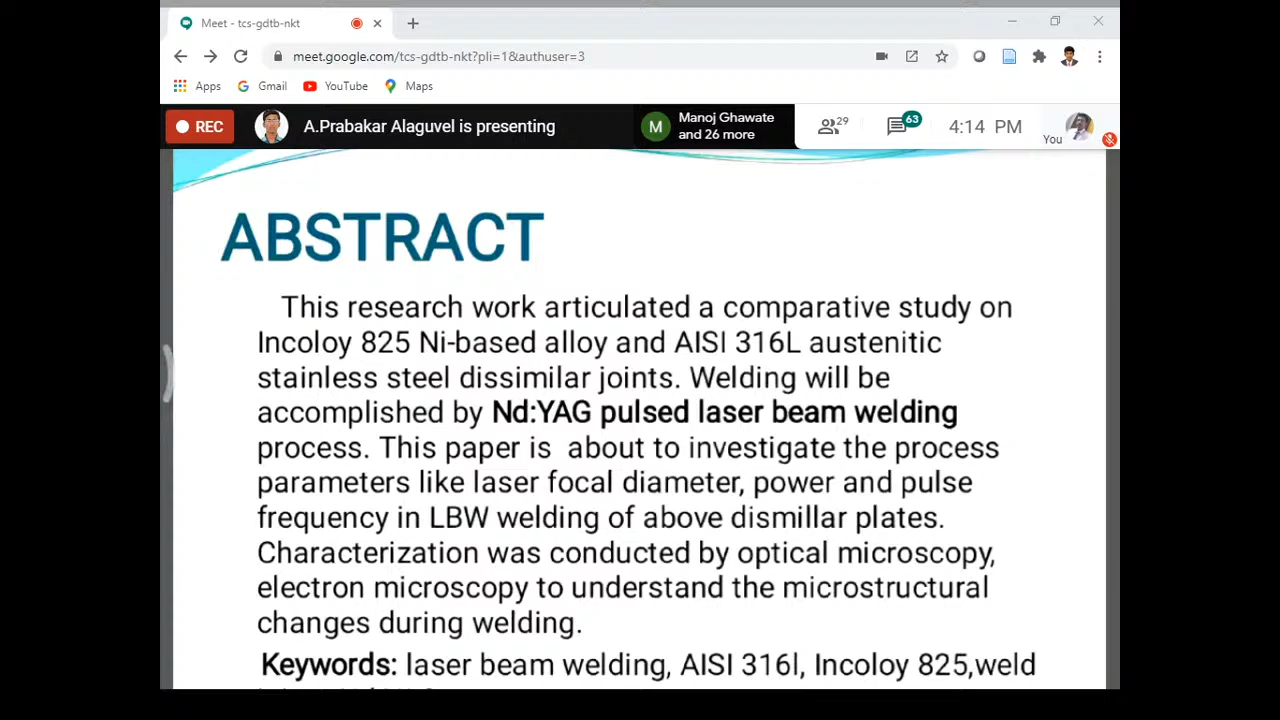 Meet - tcs-gdtb-nkt
meet.google.com/tcs-gdtb-nkt?pli=1&authuser=3
Apps Gmail YouTube Maps
REC A.Prabakar Alaguvel is presenting
M Manoj Ghawate
and 26 more
29 63 4:14 PM You
ABSTRACT
This research work articulated a comparative study on
Incoloy 825 Ni-based alloy and AISI 316L austenitic
stainless steel dissimilar joints. Welding will be
accomplished by Nd:YAG pulsed laser beam welding
process. This paper is about to investigate the process
parameters like laser focal diameter, power and pulse
frequency in LBW welding of above dismillar plates.
Characterization was conducted by optical microscopy,
electron microscopy to understand the microstructural
changes during welding.
Keywords: laser beam welding, AISI 316l, Incoloy 825,weld